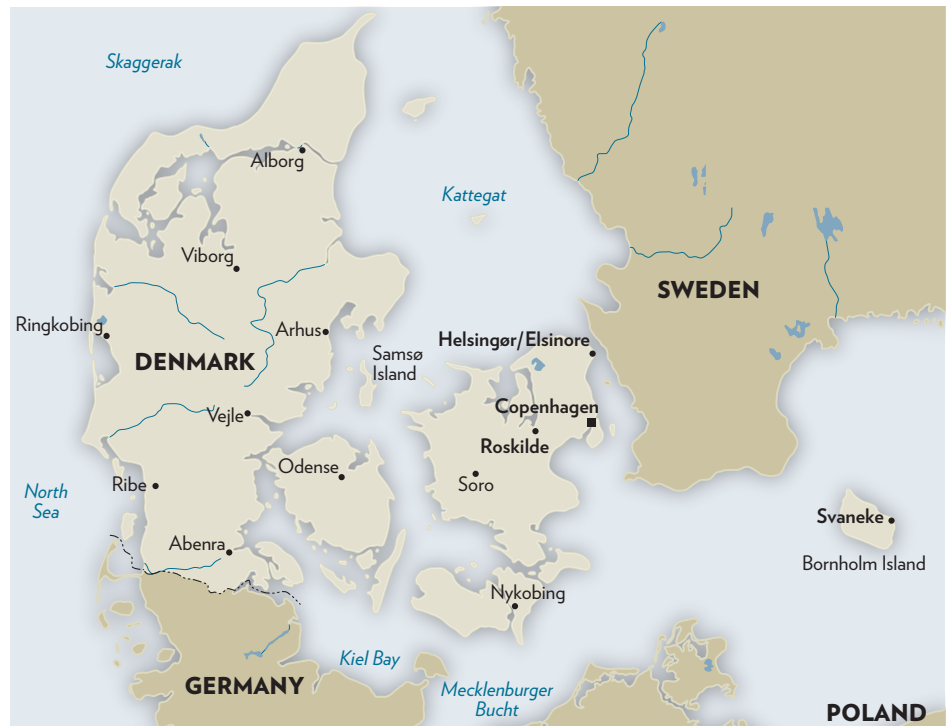 Skaggerak
Alborg
Kattegat
Viborg
SWEDEN
Ringkobing
Arhus
Helsingør/Elsinore
DENMARK
Samsø
Island
Copenhagen
Vejle
Roskilde
Odense
Soro
Ribe
North
Sea
Svaneke
Abenra
Bornholm Island
Nykobing
Kiel Bay
GERMANY
Mecklenburger
Bucht
POLAND